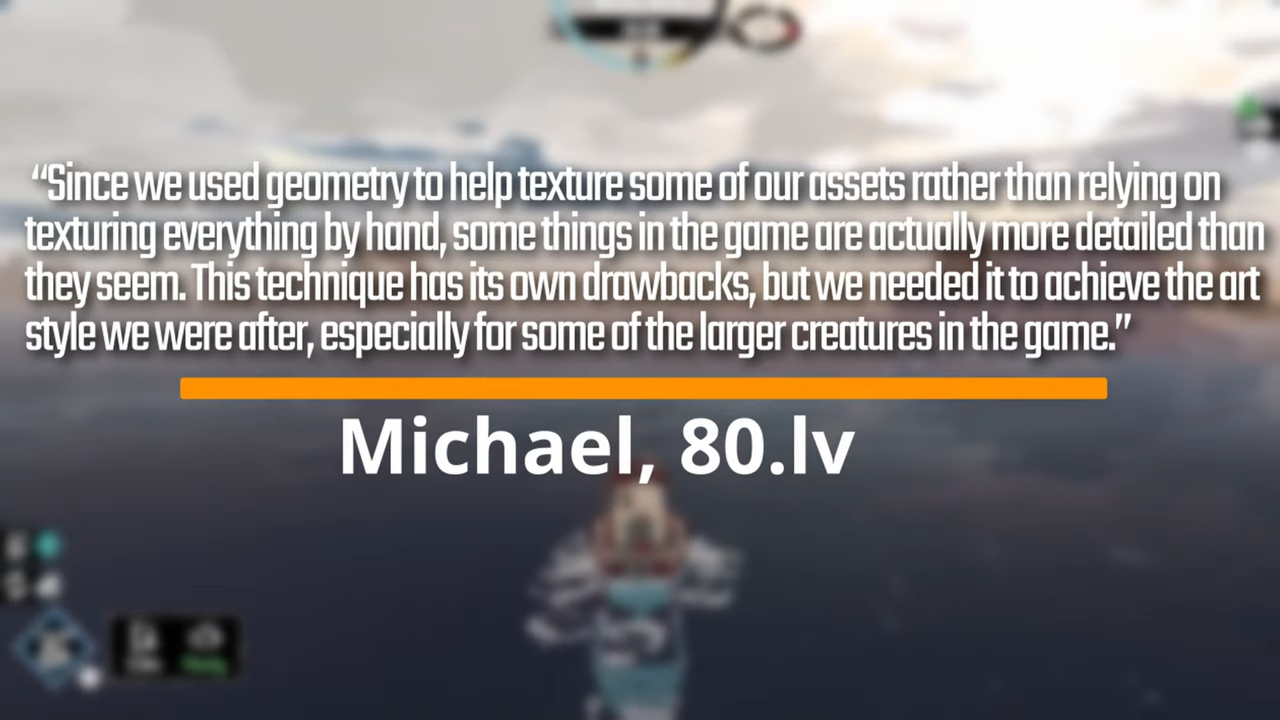 “Since we used geometry to help texture some of our assets rather than relying on
texturing everything by hand, some things in the game are actually more detailed than
they seem. This technique has its own drawbacks, but we needed it to achieve the art
style we were after, especially for some of the larger creatures in the game.”
Michael, 80.lv